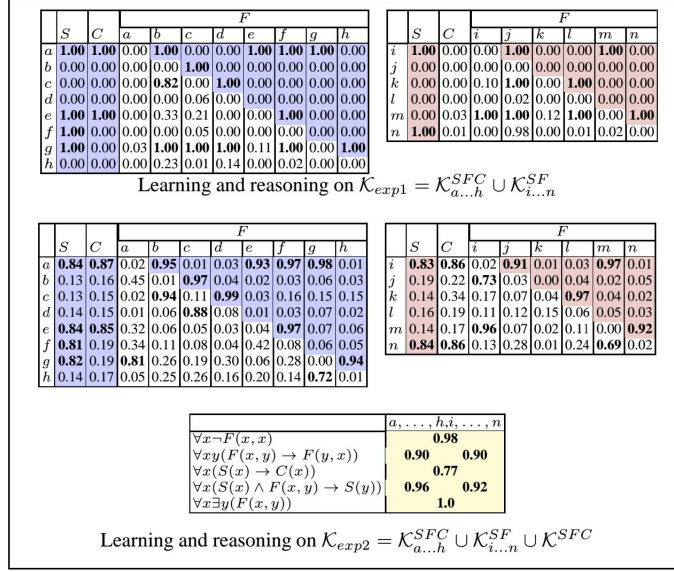 F
S C a b c d e f g h
a 1.00 1.00 0.00 1.00 0.00 0.00 1.00 1.00 1.00 0.00
b 0.00 0.00 0.00 0.00 1.00 0.00 0.00 0.00 0.00 0.00
c 0.00 0.00 0.00 0.82 0.00 1.00 0.00 0.00 0.00 0.00
d 0.00 0.00 0.00 0.00 0.06 0.00 0.00 0.00 0.00 0.00
e 1.00 1.00 0.00 0.33 0.21 0.00 0.00 1.00 0.00 0.00
f 1.00 0.00 0.00 0.00 0.05 0.00 0.00 0.00 0.00 0.00
g 1.00 0.00 0.03 1.00 1.00 1.00 0.11 1.00 0.00 1.00
h 0.00 0.00 0.00 0.23 0.01 0.14 0.00 0.02 0.00 0.00
F
S C i j k l m n
i 1.00 0.00 0.00 1.00 0.00 0.00 1.00 0.00
j 0.00 0.00 0.00 0.00 0.00 0.00 0.00 0.00
k 0.00 0.00 0.10 1.00 0.00 1.00 0.00 0.00
l 0.00 0.00 0.00 0.02 0.00 0.00 0.00 0.00
m 0.00 0.03 1.00 1.00 0.12 1.00 0.00 1.00
n 1.00 0.01 0.00 0.98 0.00 0.01 0.02 0.00
Learning and reasoning on K_{exp1} = K^{SFC}_{a...h} ∪ K^{SF}_{i...n}
F
S C a b c d e f g h
a 0.84 0.87 0.02 0.95 0.01 0.03 0.93 0.97 0.98 0.01
b 0.13 0.16 0.45 0.01 0.97 0.04 0.02 0.03 0.06 0.03
c 0.13 0.15 0.02 0.94 0.11 0.99 0.03 0.16 0.15 0.15
d 0.14 0.15 0.01 0.06 0.88 0.08 0.01 0.03 0.07 0.02
e 0.84 0.85 0.32 0.06 0.05 0.03 0.04 0.97 0.07 0.06
f 0.81 0.19 0.34 0.11 0.08 0.04 0.42 0.08 0.06 0.05
g 0.82 0.19 0.81 0.26 0.19 0.30 0.06 0.28 0.00 0.94
h 0.14 0.17 0.05 0.25 0.26 0.16 0.20 0.14 0.72 0.01
F
S C i j k l m n
i 0.83 0.86 0.02 0.91 0.01 0.03 0.97 0.01
j 0.19 0.22 0.73 0.03 0.00 0.04 0.02 0.05
k 0.14 0.34 0.17 0.07 0.04 0.97 0.04 0.02
l 0.16 0.19 0.11 0.12 0.15 0.06 0.05 0.03
m 0.14 0.17 0.96 0.07 0.02 0.11 0.00 0.92
n 0.84 0.86 0.13 0.28 0.01 0.24 0.69 0.02
a, . . . , h,i, . . . , n
∀x¬F(x, x) 0.98
∀xy(F(x, y) → F(y, x)) 0.90 0.90
∀x(S(x) → C(x)) 0.77
∀x(S(x) ∧ F(x, y) → S(y)) 0.96 0.92
∀x∃y(F(x, y)) 1.0
Learning and reasoning on K_{exp2} = K^{SFC}_{a...h} ∪ K^{SF}_{i...n} ∪ K^{SFC}